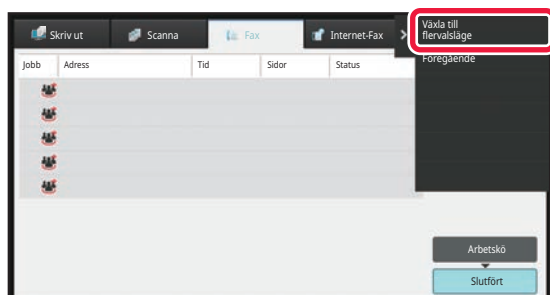 Skriv ut
Scanna
Fax
Internet-Fax
Växla till
flervalsläge
Föregående
Jobb
Adress
Tid
Sidor
Status
Arbetskö
Slutfört